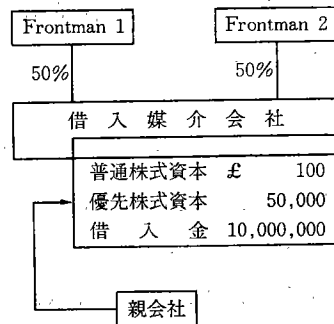 Frontman 1 Frontman 2
50% 50%
借入媒介会社
普通株式資本 £ 100
優先株式資本 50,000
借入金 10,000,000
親会社